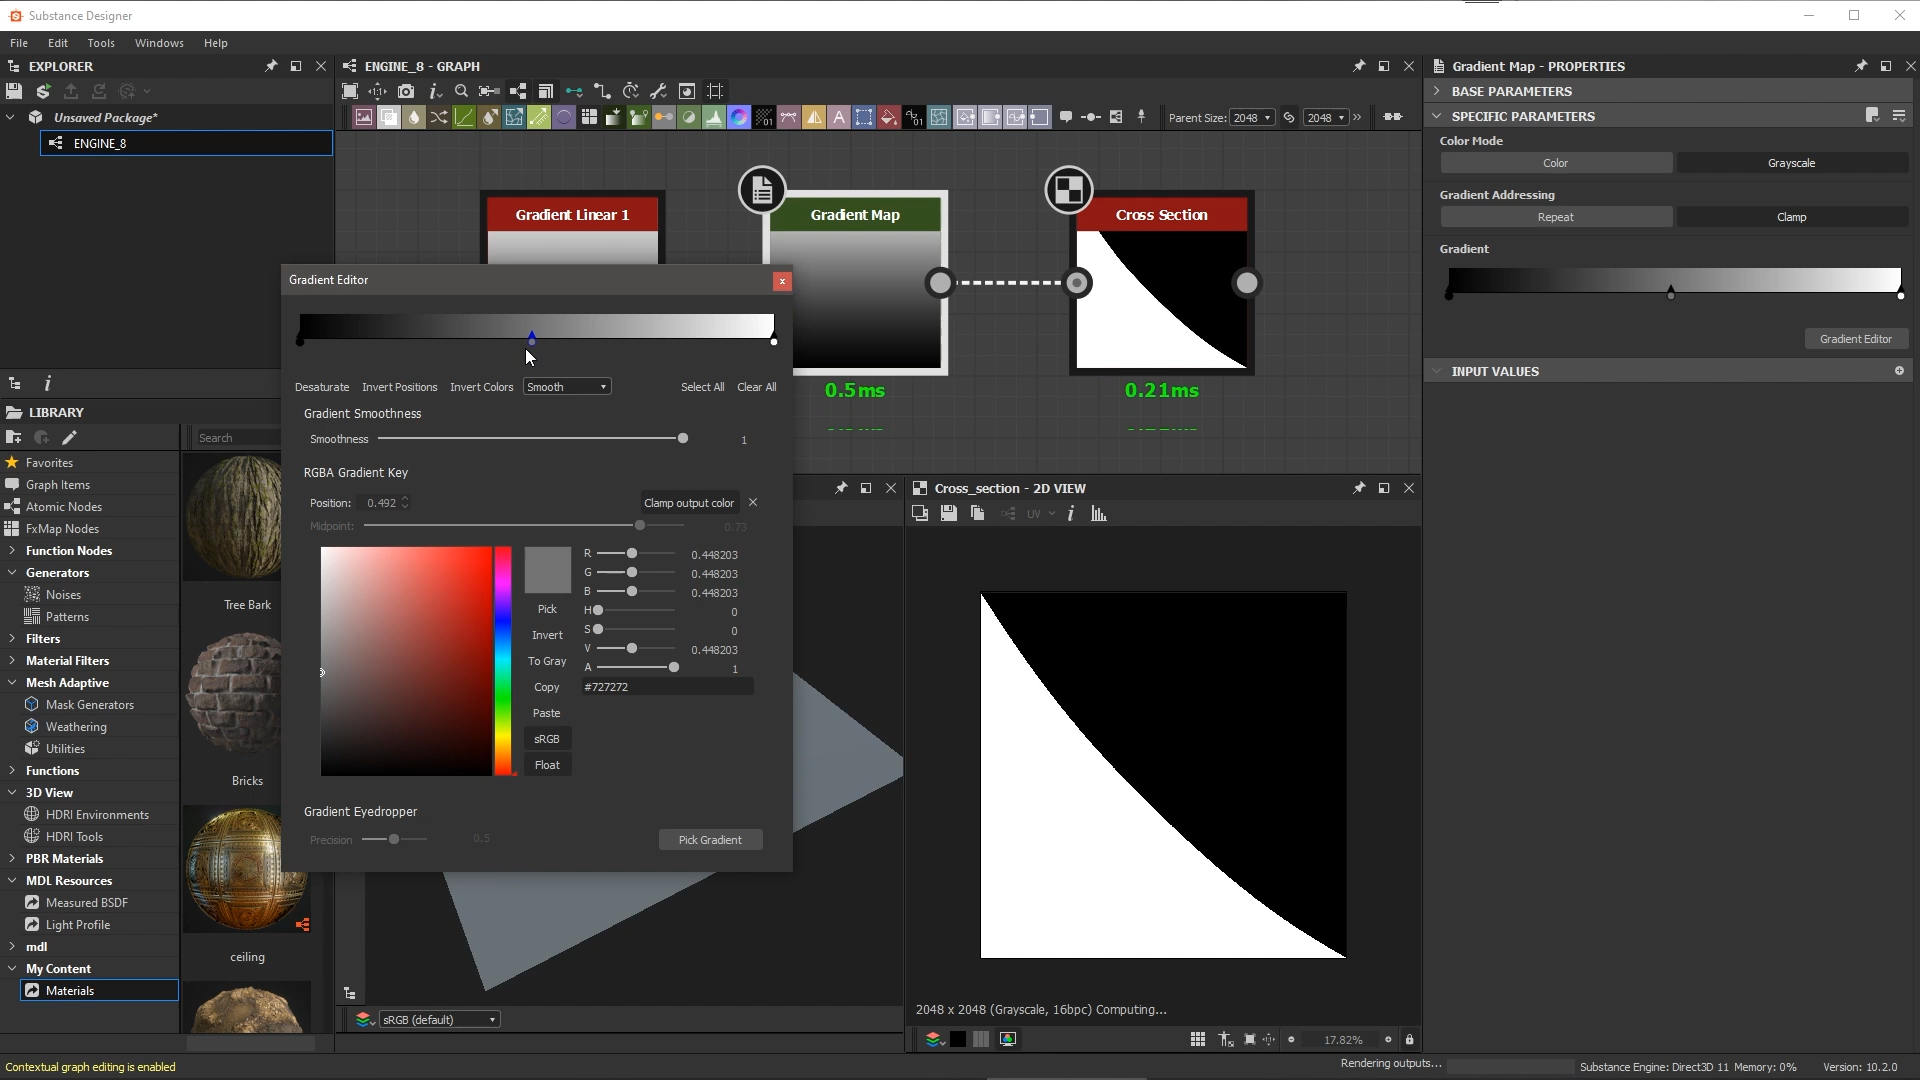 Substance Designer
File Edit Tools Windows Help
EXPLORER
Unsaved Package*
ENGINE_8
LIBRARY
Search
Favorites
Graph Items
Atomic Nodes
FxMap Nodes
Function Nodes
Generators
Noises
Patterns
Filters
Material Filters
Mesh Adaptive
Mask Generators
Weathering
Utilities
Functions
3D View
HDRI Environments
HDRI Tools
PBR Materials
MDL Resources
Measured BSDF
Light Profile
mdl
My Content
Materials
Tree Bark
Bricks
ceiling
ENGINE_8 - GRAPH
Parent Size: 2048 2048
Gradient Linear 1
Gradient Map
Cross Section
0.5ms
0.21ms
Gradient Editor
Desaturate Invert Positions Invert Colors Smooth Select All Clear All
Gradient Smoothness
Smoothness 1
RGBA Gradient Key
Position: 0.492 Clamp output color
Midpoint: 0.73
R 0.448203
G 0.448203
B 0.448203
H 0
S 0
V 0.448203
A 1
#727272
Pick
Invert
To Gray
Copy
Paste
sRGB
Float
Gradient Eyedropper
Precision 0.5 Pick Gradient
sRGB (default)
Cross_section - 2D VIEW
UV
2048 x 2048 (Grayscale, 16bpc) Computing...
17.82%
Gradient Map - PROPERTIES
BASE PARAMETERS
SPECIFIC PARAMETERS
Color Mode
Color Grayscale
Gradient Addressing
Repeat Clamp
Gradient
Gradient Editor
INPUT VALUES
Contextual graph editing is enabled
Rendering outputs... Substance Engine: Direct3D 11 Memory: 0% Version: 10.2.0